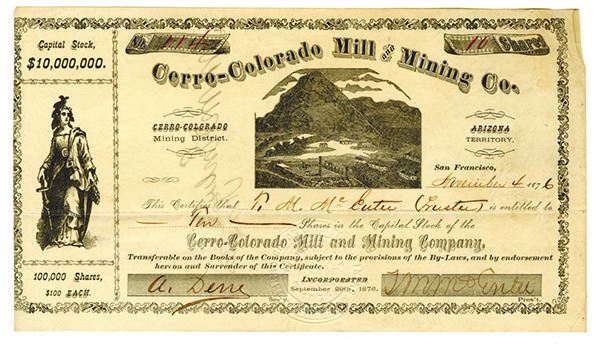 Capital Stock,
$10,000,000.
100,000 Shares,
$100 EACH.
No. 114
10 Shares
Cerro-Colorado Mill and Mining Co.
CERRO-COLORADO
Mining District.
ARIZONA
TERRITORY.
San Francisco,
November 4 1876
This Certifies that T. M. (Trustee) is entitled to
Ten Shares in the Capital Stock of the
Cerro-Colorado Mill and Mining Company,
Transferable on the Books of the Company, subject to the provisions of the By-Laws, and by endorsement
hereon and Surrender of this Certificate.
A.
Sec'y.
INCORPORATED
September 29th, 1876.
Pres't.